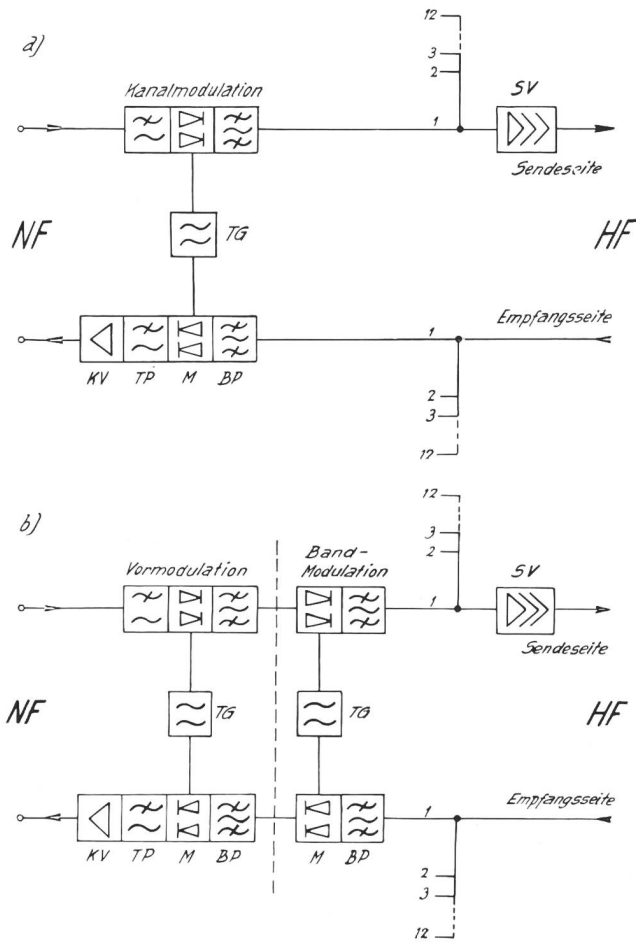 a)
12
3
2
Kanalmodulation
SV
1
Sendeseite
NF
TG
HF
1
Empfangsseite
KV TP M BP
2
3
12
b)
12
3
2
Vormodulation
Band-
Modulation
SV
1
Sendeseite
NF
TG
TG
HF
1
Empfangsseite
KV TP M BP
M BP
2
3
12